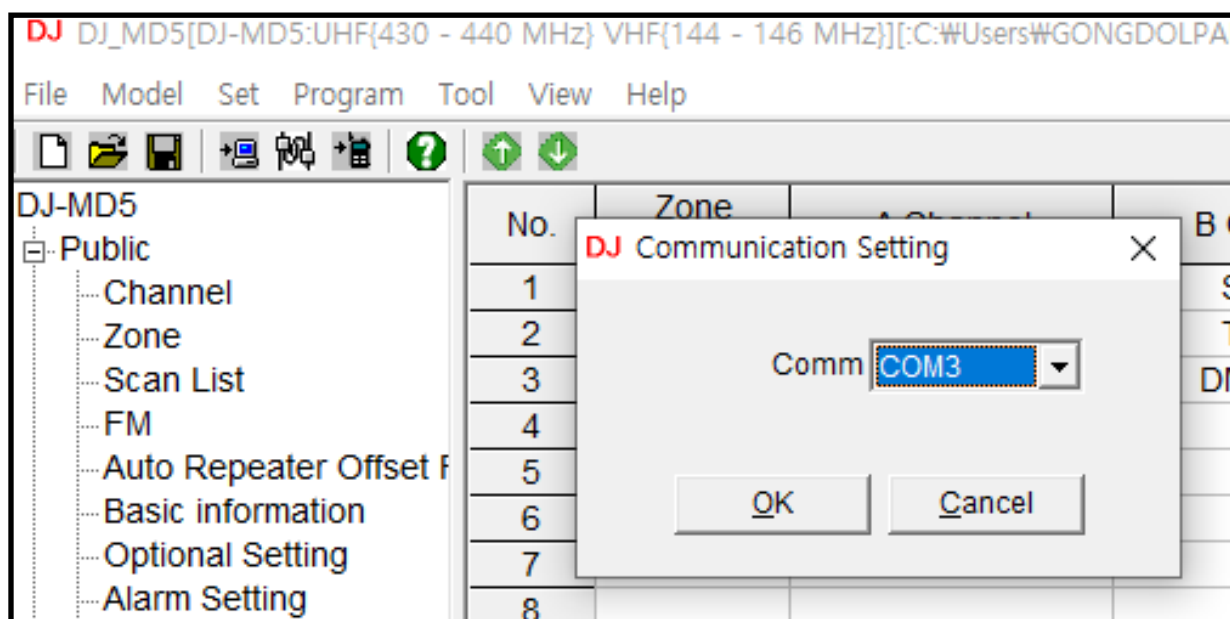 DJ DJ_MD5[DJ-MD5:UHF{430 - 440 MHz} VHF{144 - 146 MHz}][:C:₩Users₩GONGDOLPA
File Model Set Program Tool View Help
DJ-MD5
Public
Channel
Zone
Scan List
FM
Auto Repeater Offset F
Basic information
Optional Setting
Alarm Setting
No. Zone A Channel B
1
2
3
4
5
6
7
8
DJ Communication Setting
Comm COM3
OK Cancel